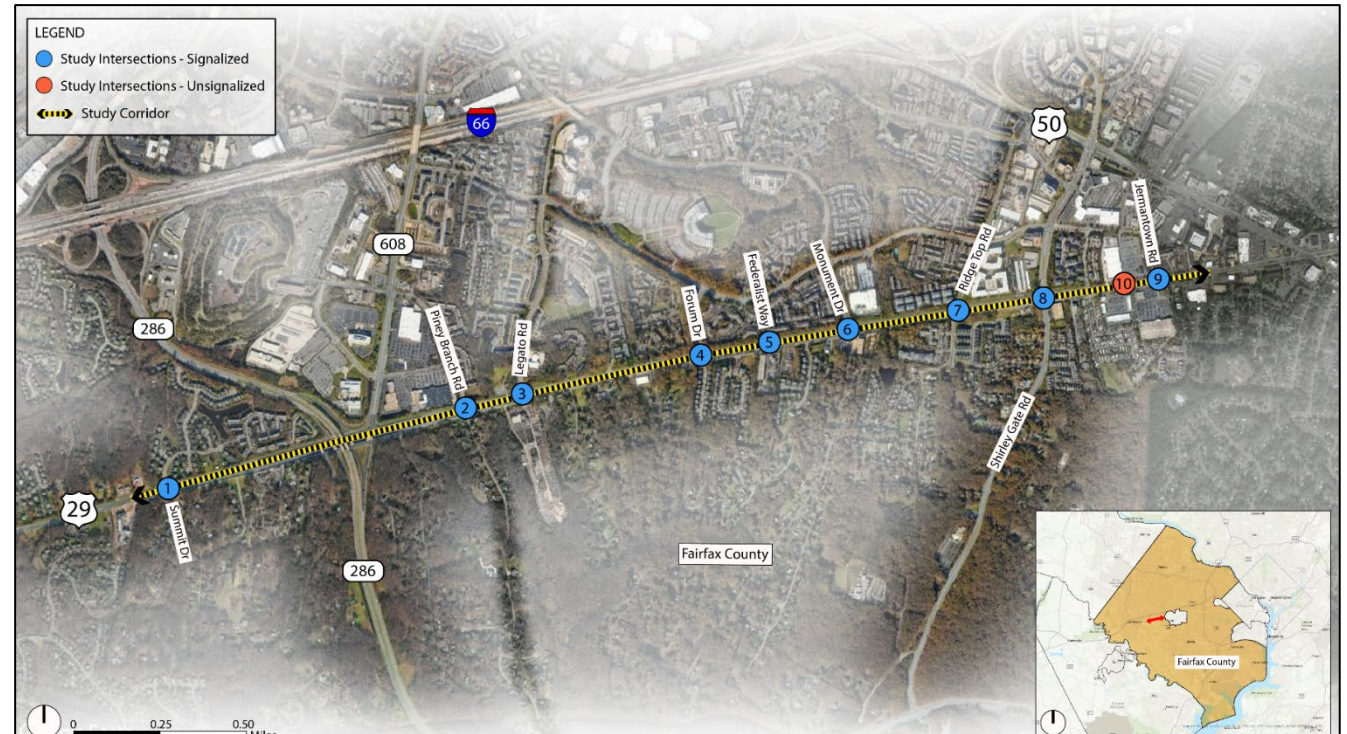 LEGEND
Study Intersections - Signalized
Study Intersections - Unsignalized
Study Corridor
66
50
608
286
Jermantown Rd
Ridge Top Rd
Monument Dr
Federalist Way
Forum Dr
Legato Rd
Piney Branch Rd
10
9
8
7
6
5
4
3
2
1
Shirley Gate Rd
29
Summit Dr
Fairfax County
286
Fairfax County
0
0.25
0.50
Miles